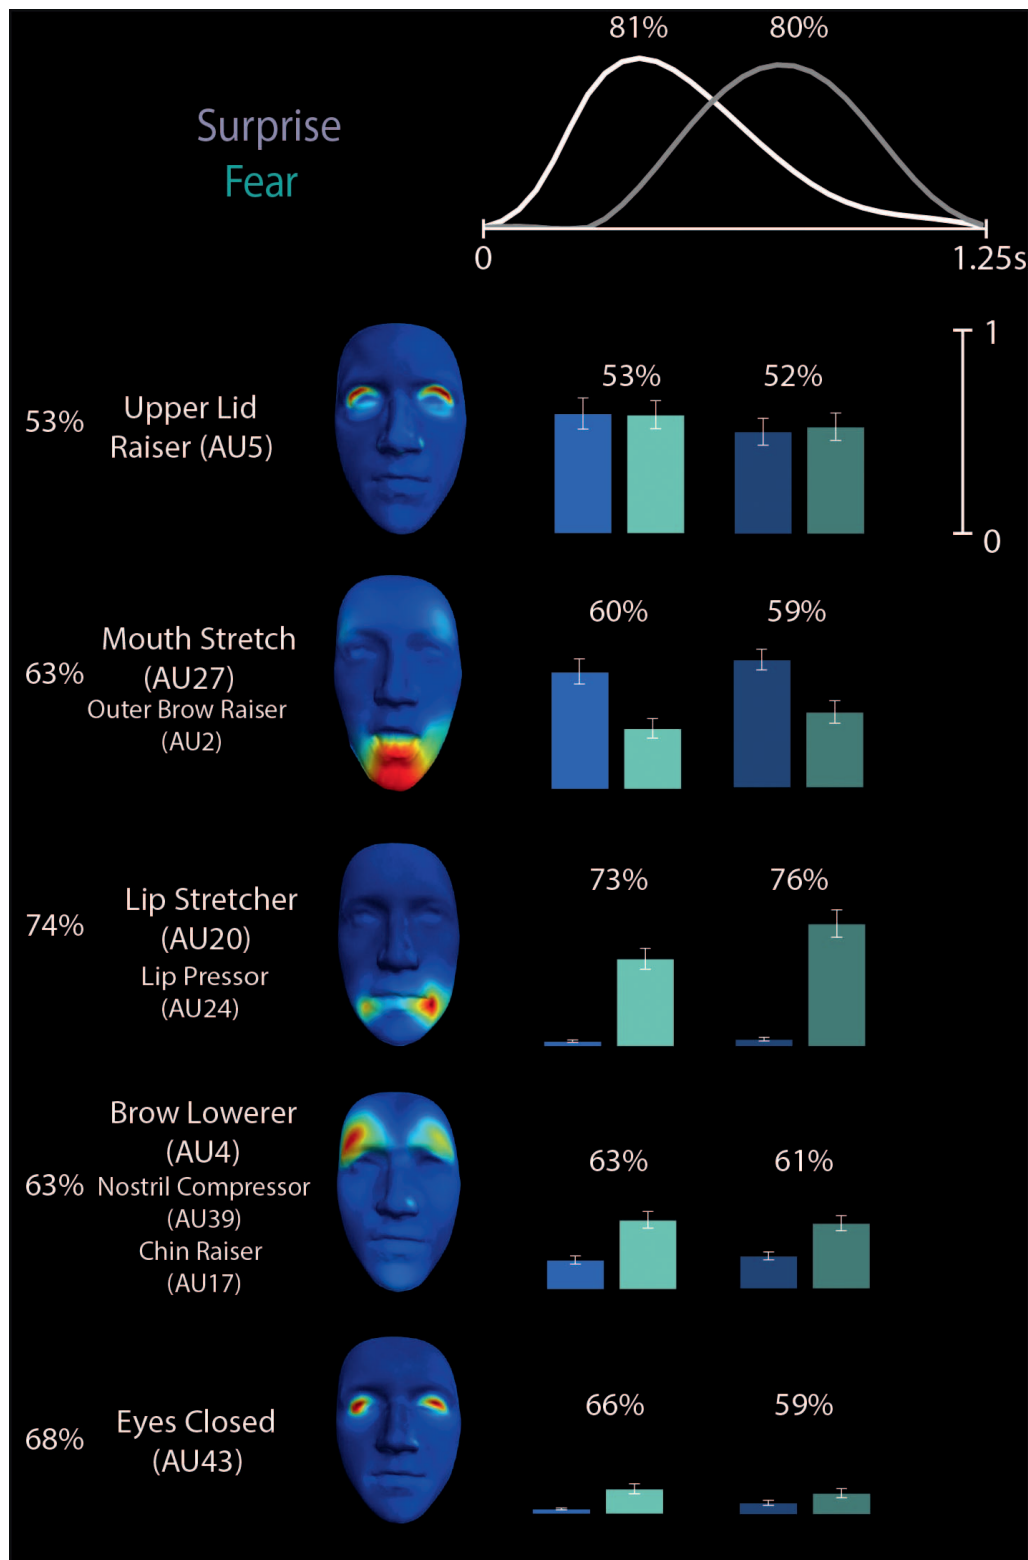 81% 80%
Surprise
Fear
0 1.25s
1
53% 52%
53% Upper Lid
Raiser (AU5)
0
60% 59%
Mouth Stretch
63% (AU27)
Outer Brow Raiser
(AU2)
73% 76%
Lip Stretcher
74% (AU20)
Lip Pressor
(AU24)
Brow Lowerer
(AU4)
63% 61%
63% Nostril Compressor
(AU39)
Chin Raiser
(AU17)
66% 59%
Eyes Closed
68% (AU43)